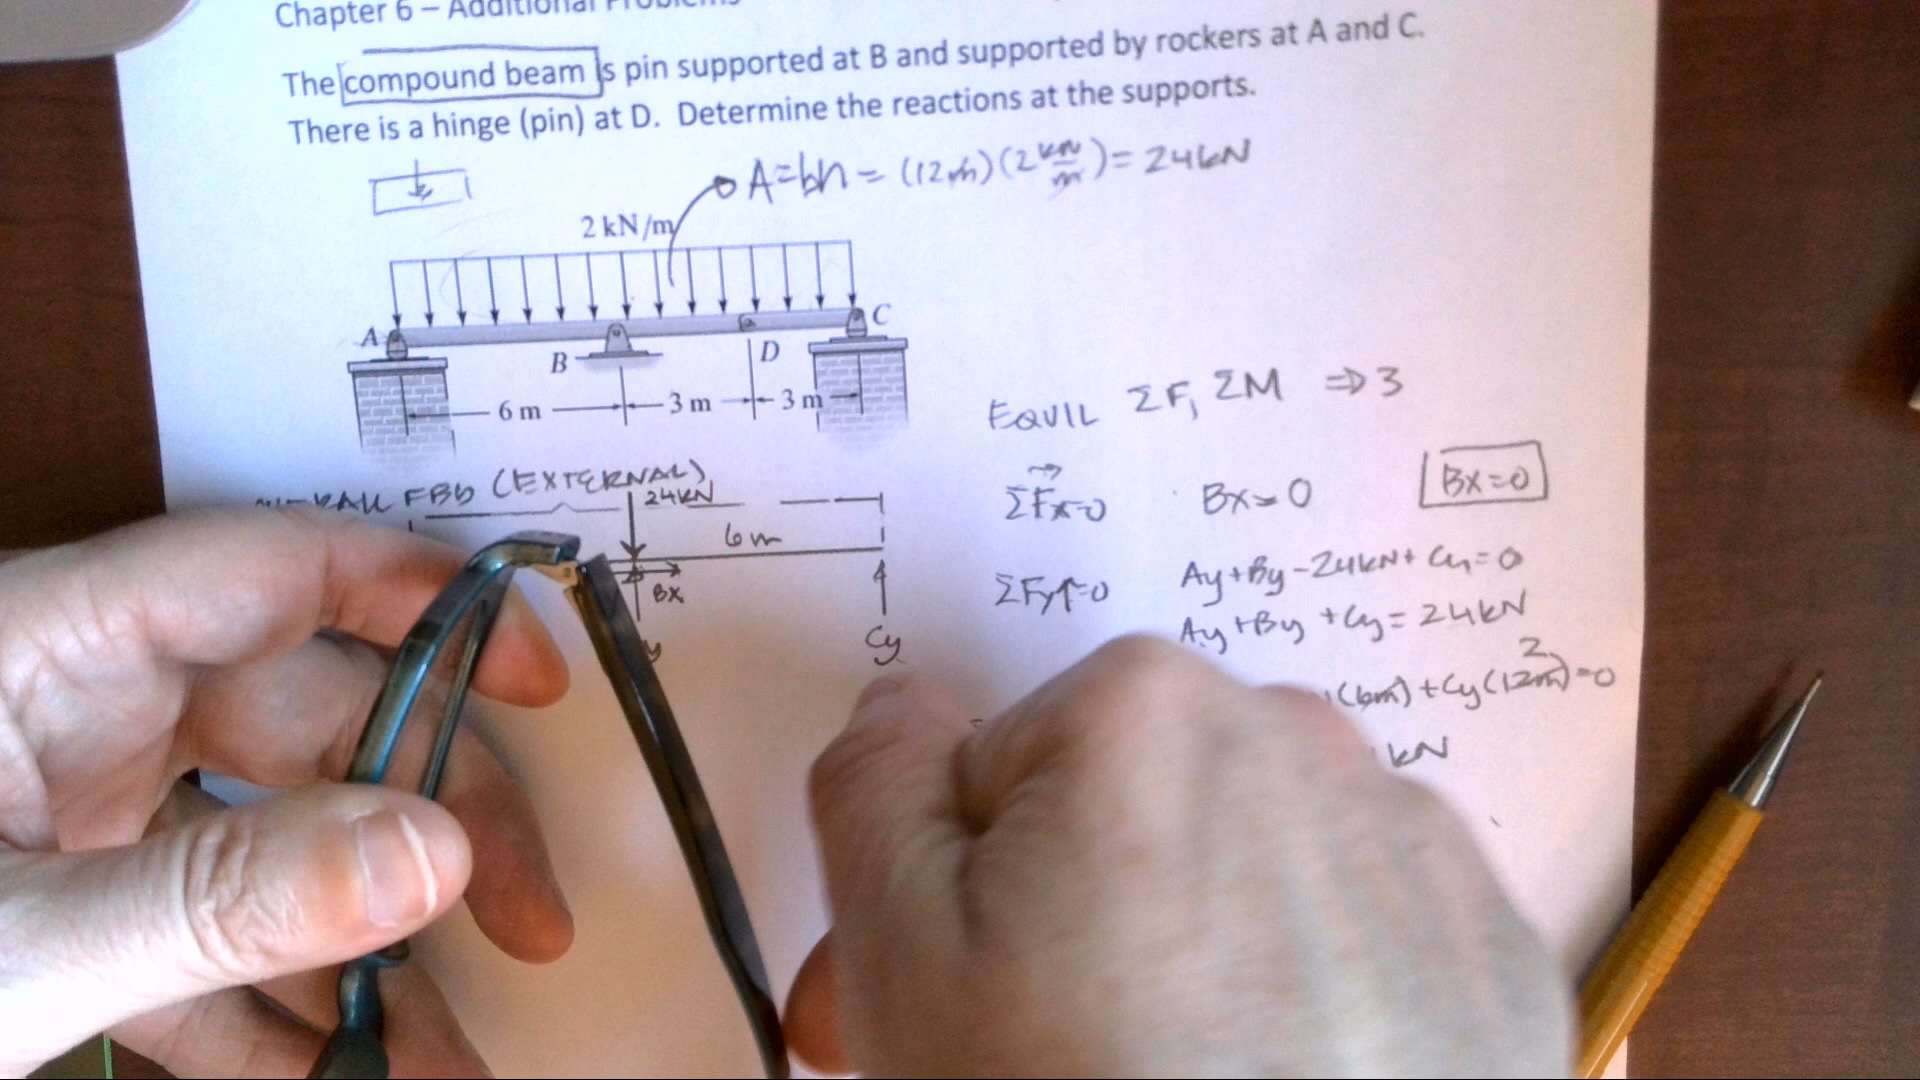 Chapter 6 – Additional Problems
The compound beam is pin supported at B and supported by rockers at A and C.
There is a hinge (pin) at D. Determine the reactions at the supports.
A=bh = (12m)(2 kN/m) = 24kN
2 kN/m
A
B
D
C
6 m
3 m
3 m
EQUIL ΣF, ΣM ⇒ 3
FBD (EXTERNAL)
24kN
6m
Bx
Cy
ΣFx=0 Bx=0 Bx=0
ΣFy↑=0 Ay+By-24kN+Cy=0
Ay+By+Cy=24kN
(6m)+Cy(12m)=0
2
kN